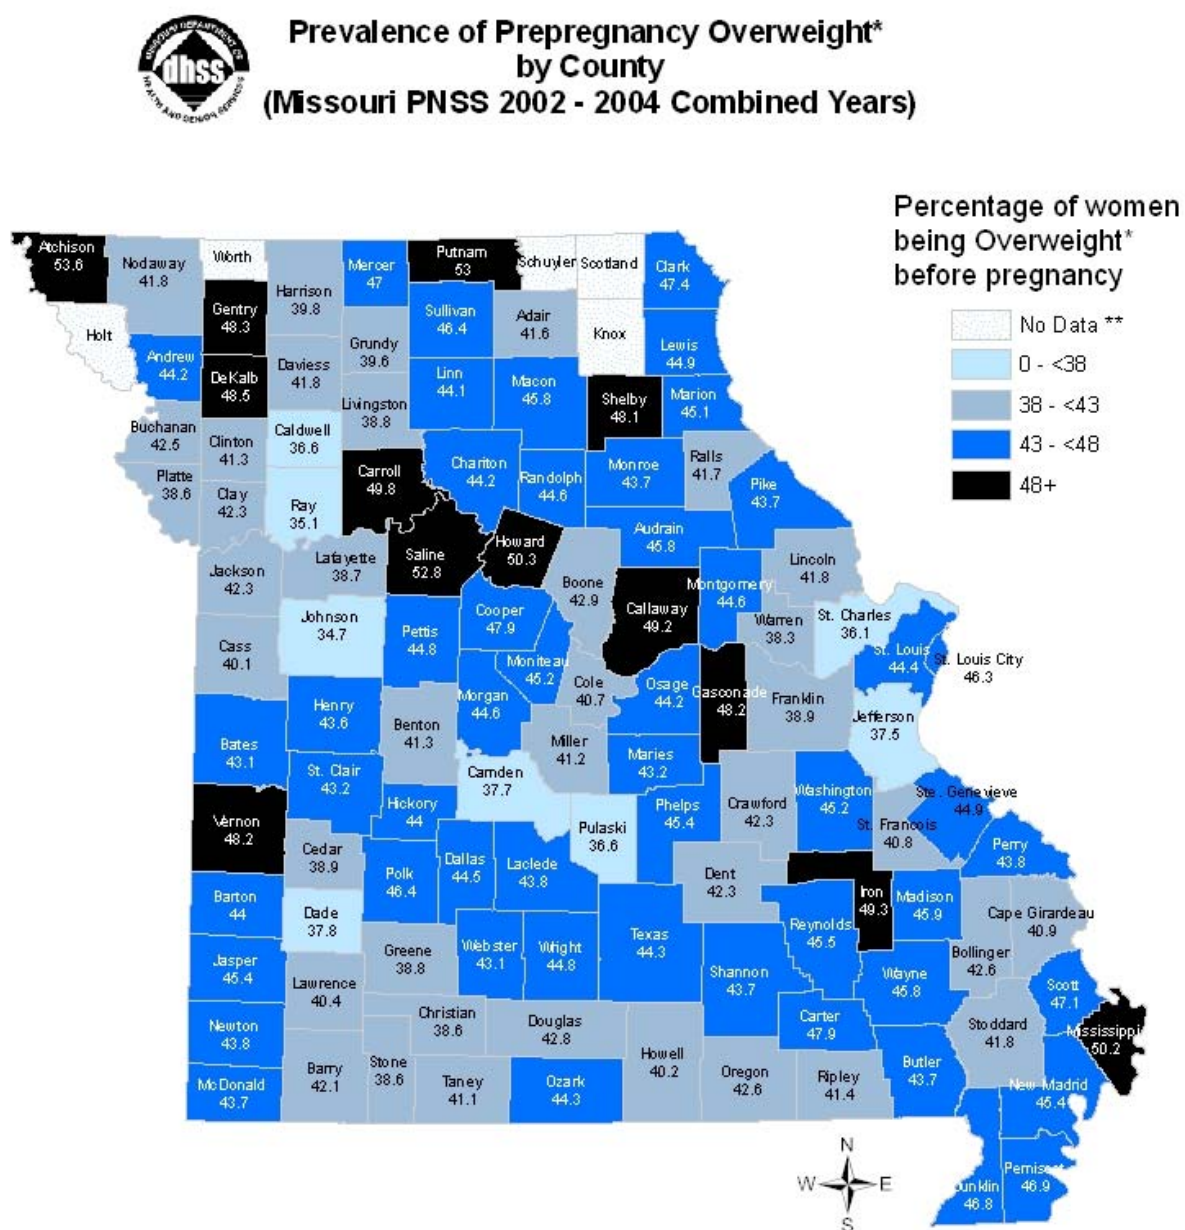 Prevalence of Prepregnancy Overweight*
by County
(Missouri PNSS 2002 - 2004 Combined Years)
MISSOURI DEPARTMENT OF
dhss
HEALTH AND SENIOR SERVICES
Percentage of women
being Overweight*
before pregnancy
No Data **
0 - <38
38 - <43
43 - <48
48+
Atchison
53.6
Nodaway
41.8
Worth
Harrison
39.8
Mercer
47
Putnam
53
Schuyler
Scotland
Clark
47.4
Holt
Gentry
48.3
Sullivan
46.4
Adair
41.6
Knox
Lewis
44.9
Andrew
44.2
DeKalb
48.5
Daviess
41.8
Grundy
39.6
Linn
44.1
Macon
45.8
Shelby
48.1
Marion
45.1
Buchanan
42.5
Clinton
41.3
Caldwell
36.6
Livingston
38.8
Chariton
44.2
Randolph
44.6
Monroe
43.7
Ralls
41.7
Pike
43.7
Platte
38.6
Clay
42.3
Ray
35.1
Carroll
49.8
Saline
52.8
Howard
50.3
Audrain
45.8
Boone
42.9
Callaway
49.2
Montgomery
44.6
Lincoln
41.8
Jackson
42.3
Lafayette
38.7
Johnson
34.7
Pettis
44.8
Cooper
47.9
Moniteau
45.2
Warren
38.3
St. Charles
36.1
St. Louis
44.4
St. Louis City
46.3
Cass
40.1
Henry
43.6
Benton
41.3
Morgan
44.6
Cole
40.7
Osage
44.2
Gasconade
48.2
Franklin
38.9
Jefferson
37.5
Bates
43.1
St. Clair
43.2
Hickory
44
Camden
37.7
Miller
41.2
Maries
43.2
Phelps
45.4
Crawford
42.3
Washington
45.2
Ste. Genevieve
44.9
St. Francois
40.8
Perry
43.8
Vernon
48.2
Cedar
38.9
Polk
46.4
Dallas
44.5
Laclede
43.8
Pulaski
36.6
Dent
42.3
Iron
49.3
Madison
45.9
Cape Girardeau
40.9
Bollinger
42.6
Barton
44
Dade
37.8
Greene
38.8
Webster
43.1
Wright
44.8
Texas
44.3
Shannon
43.7
Reynolds
45.5
Wayne
45.8
Scott
47.1
Jasper
45.4
Lawrence
40.4
Christian
38.6
Douglas
42.8
Howell
40.2
Carter
47.9
Stoddard
41.8
Mississippi
50.2
Newton
43.8
Barry
42.1
Stone
38.6
Taney
41.1
Ozark
44.3
Oregon
42.6
Ripley
41.4
Butler
43.7
New Madrid
45.4
McDonald
43.7
46.8
46.9
N
W
E
S